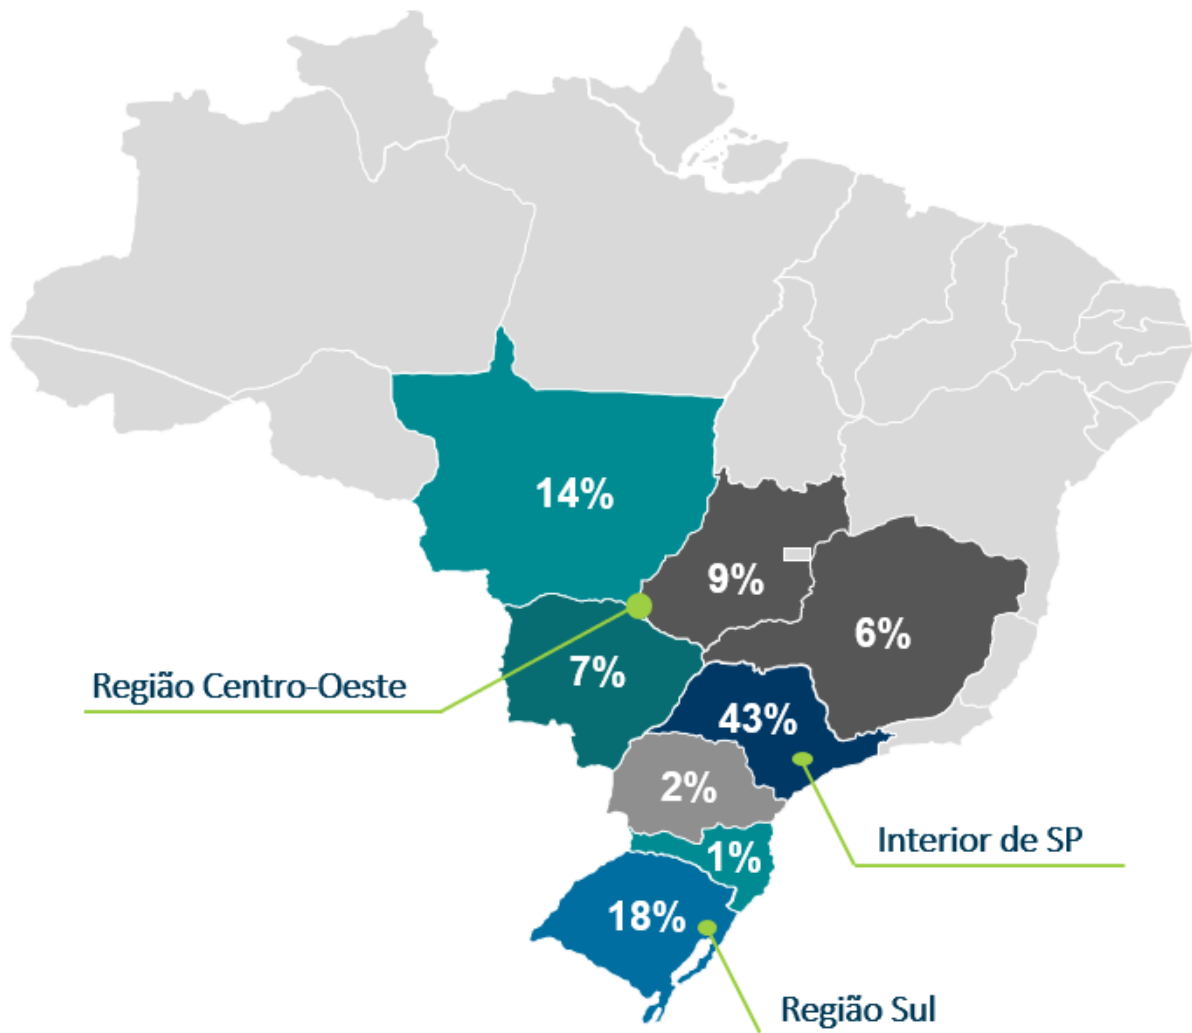 14%
9%
6%
7%
Região Centro-Oeste
43%
2%
Interior de SP
1%
18%
Região Sul